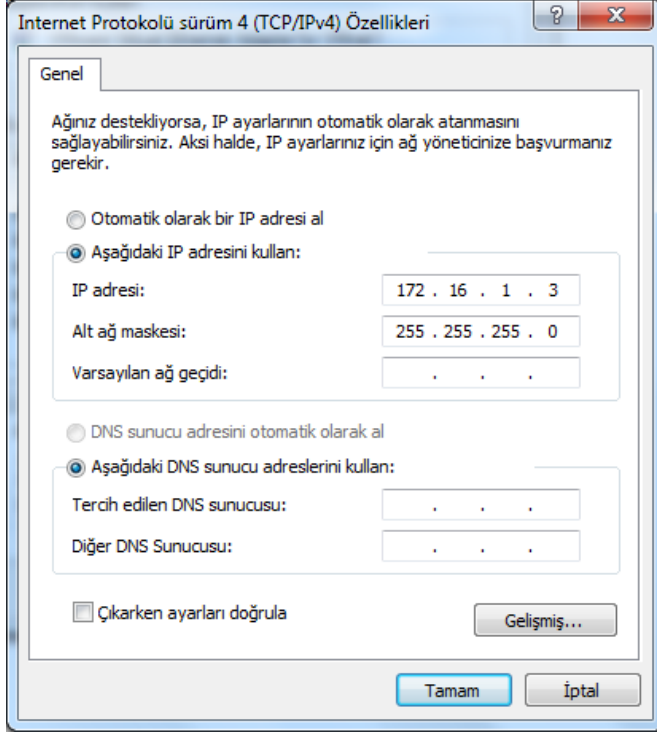 Internet Protokolü sürüm 4 (TCP/IPv4) Özellikleri
Genel
Ağınız destekliyorsa, IP ayarlarının otomatik olarak atanmasını
sağlayabilirsiniz. Aksi halde, IP ayarlarınız için ağ yöneticinize başvurmanız
gerekir.
Otomatik olarak bir IP adresi al
Aşağıdaki IP adresini kullan:
IP adresi: 172 . 16 . 1 . 3
Alt ağ maskesi: 255 . 255 . 255 . 0
Varsayılan ağ geçidi: . . .
DNS sunucu adresini otomatik olarak al
Aşağıdaki DNS sunucu adreslerini kullan:
Tercih edilen DNS sunucusu: . . .
Diğer DNS Sunucusu: . . .
Çıkarken ayarları doğrula
Gelişmiş...
Tamam İptal